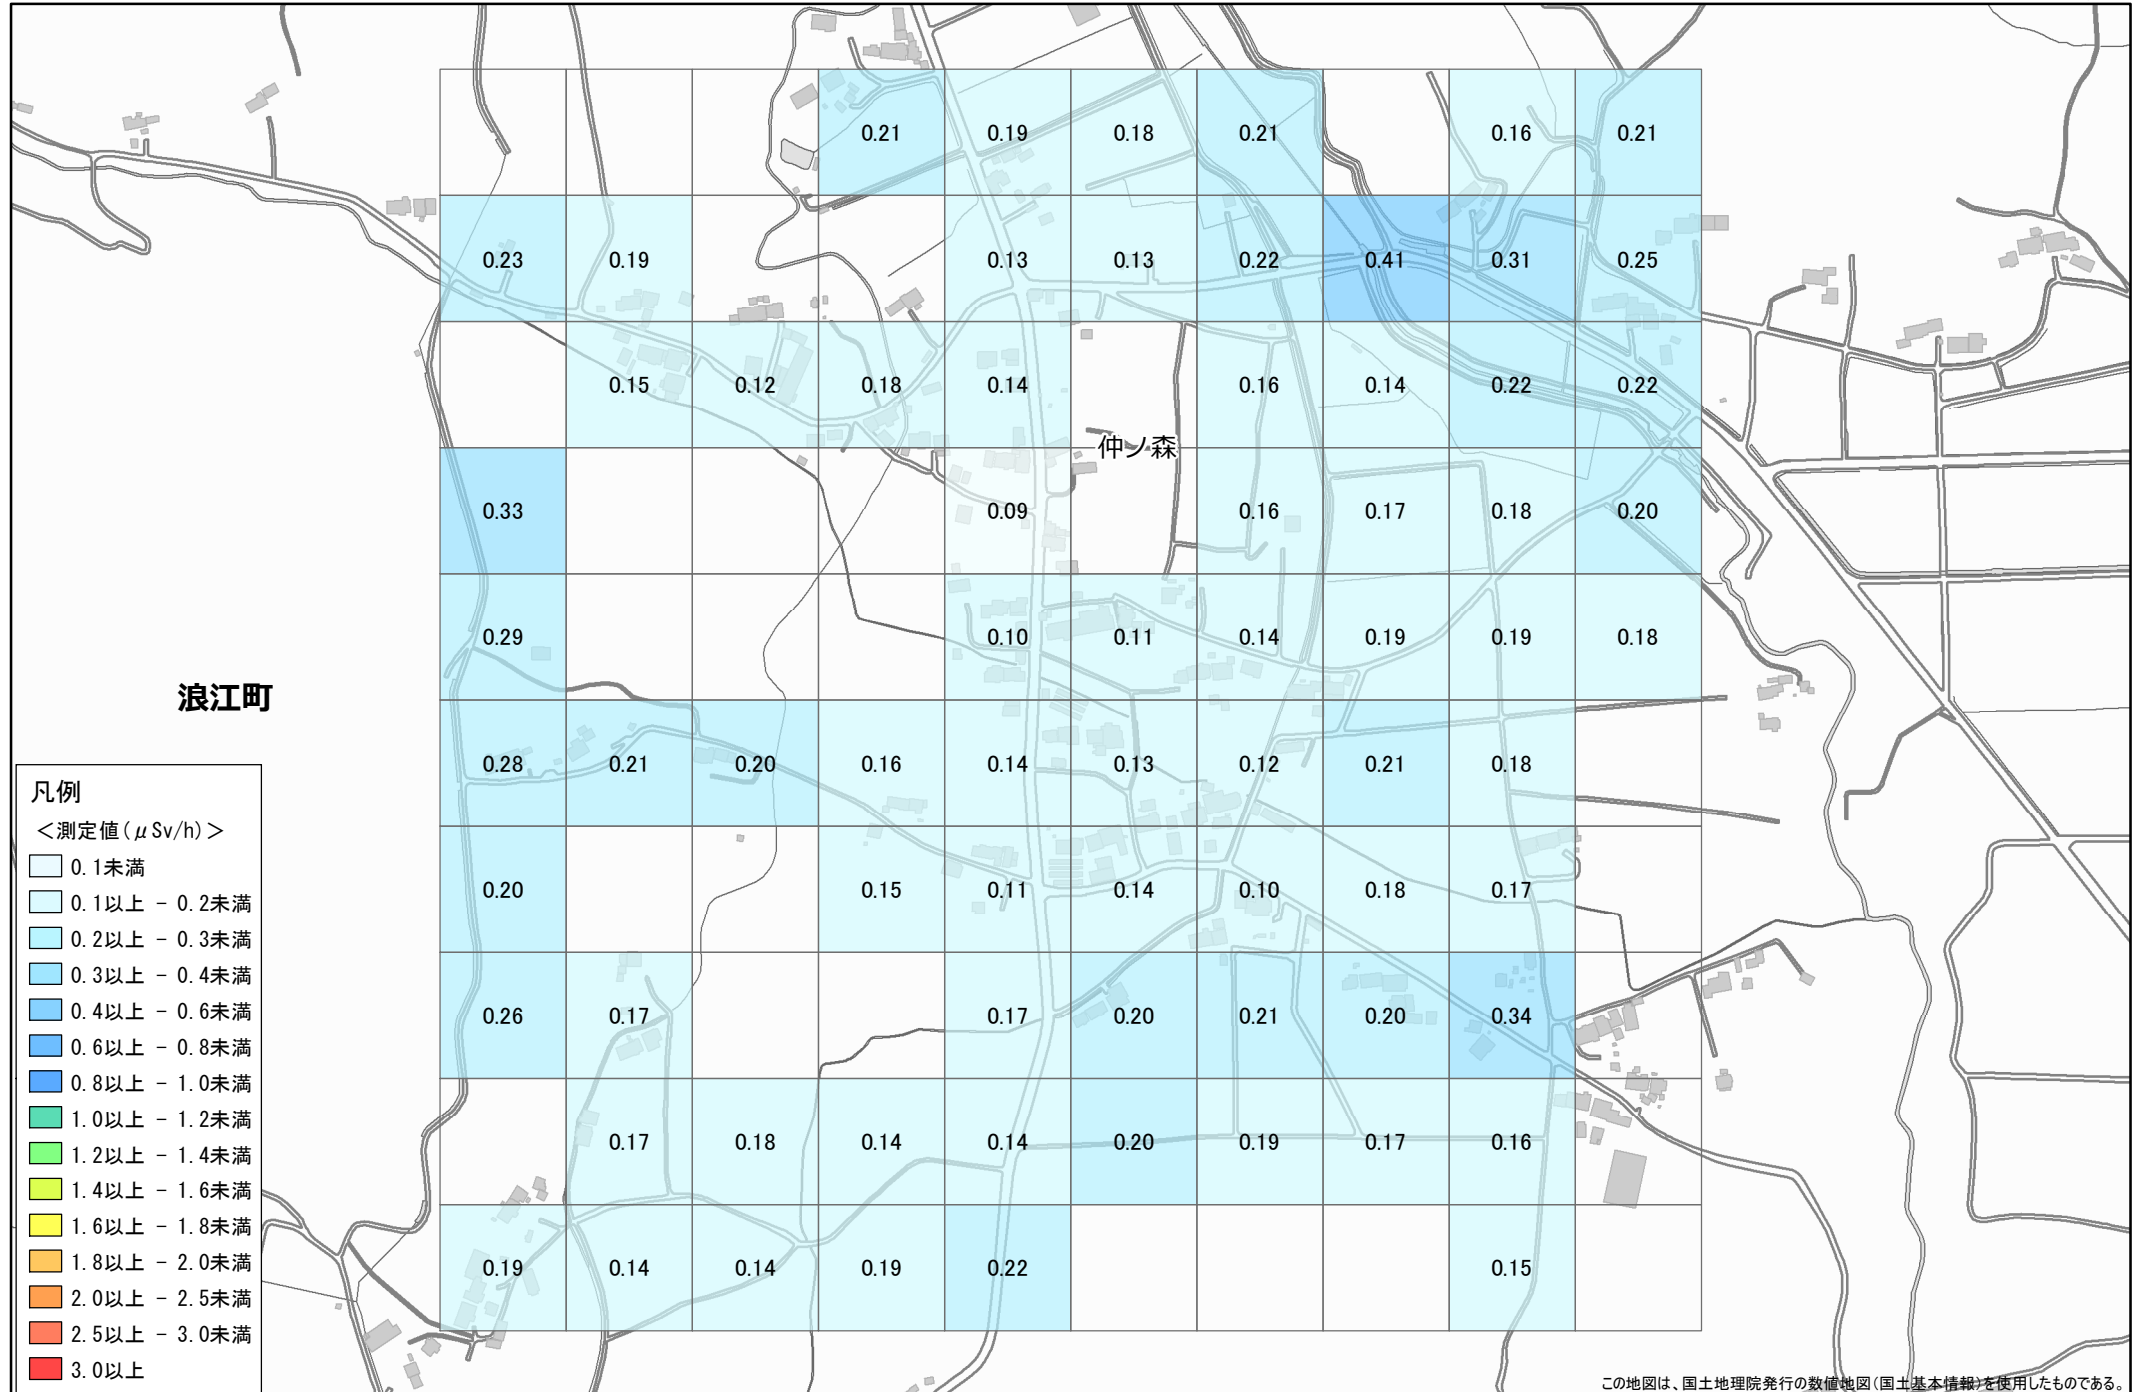 0.21 0.19 0.18 0.21 0.16 0.21
0.23 0.19 0.13 0.13 0.22 0.41 0.31 0.25
0.15 0.12 0.18 0.14 0.16 0.14 0.22 0.22
仲ノ森
0.33 0.09 0.16 0.17 0.18 0.20
0.29 0.10 0.11 0.14 0.19 0.19 0.18
浪江町
0.28 0.21 0.20 0.16 0.14 0.13 0.12 0.21 0.18
0.20 0.15 0.11 0.14 0.10 0.18 0.17
0.26 0.17 0.17 0.20 0.21 0.20 0.34
0.17 0.18 0.14 0.14 0.20 0.19 0.17 0.16
0.19 0.14 0.14 0.19 0.22 0.15
凡例
＜測定値(μSv/h)＞
0.1未満
0.1以上 - 0.2未満
0.2以上 - 0.3未満
0.3以上 - 0.4未満
0.4以上 - 0.6未満
0.6以上 - 0.8未満
0.8以上 - 1.0未満
1.0以上 - 1.2未満
1.2以上 - 1.4未満
1.4以上 - 1.6未満
1.6以上 - 1.8未満
1.8以上 - 2.0未満
2.0以上 - 2.5未満
2.5以上 - 3.0未満
3.0以上
この地図は、国土地理院発行の数値地図(国土基本情報)を使用したものである。